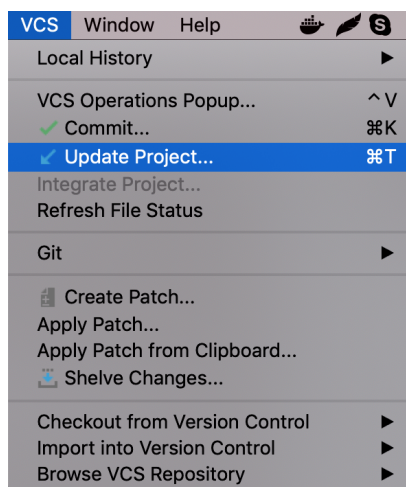 VCS Window Help
Local History
VCS Operations Popup... ^V
Commit... ⌘K
Update Project... ⌘T
Integrate Project...
Refresh File Status
Git
Create Patch...
Apply Patch...
Apply Patch from Clipboard...
Shelve Changes...
Checkout from Version Control
Import into Version Control
Browse VCS Repository